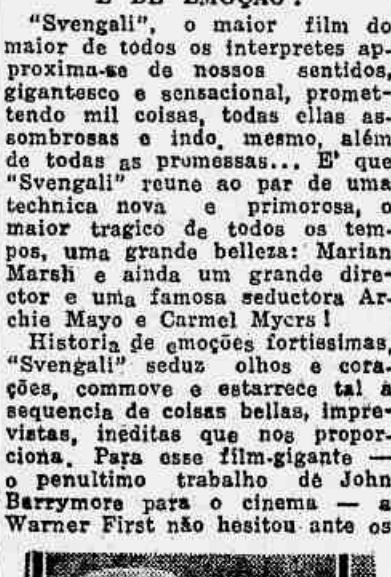 E DE EMOÇÃO!
"Svengali", o maior film do
maior de todos os interpretes ap-
proxima-se de nossos sentidos,
gigantesco e sensacional, promet-
tendo mil coisas, todas ellas as-
sombrosas e indo, mesmo, além
de todas as promessas... E' que
"Svengali" reune ao par de uma
technica nova e primorosa, o
maior tragico de todos os tem-
pos, uma grande belleza: Marian
Marsh e ainda um grande dire-
ctor e uma famosa seductora Ar-
chie Mayo e Carmel Myers!
Historia de emoções fortissimas,
"Svengali" seduz olhos e cora-
ções, commove e estarrece tal a
sequencia de coisas bellas, impre-
vistas, inéditas que nos propor-
ciona. Para esse film-gigante —
o penultimo trabalho de John
Barrymore para o cinema — a
Warner First não hesitou ante os